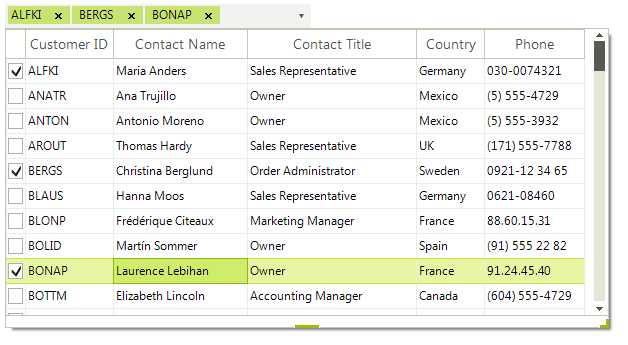 ALFKI x BERGS x BONAP x
Customer ID Contact Name Contact Title Country Phone
ALFKI Maria Anders Sales Representative Germany 030-0074321
ANATR Ana Trujillo Owner Mexico (5) 555-4729
ANTON Antonio Moreno Owner Mexico (5) 555-3932
AROUT Thomas Hardy Sales Representative UK (171) 555-7788
BERGS Christina Berglund Order Administrator Sweden 0921-12 34 65
BLAUS Hanna Moos Sales Representative Germany 0621-08460
BLONP Frédérique Citeaux Marketing Manager France 88.60.15.31
BOLID Martín Sommer Owner Spain (91) 555 22 82
BONAP Laurence Lebihan Owner France 91.24.45.40
BOTTM Elizabeth Lincoln Accounting Manager Canada (604) 555-4729